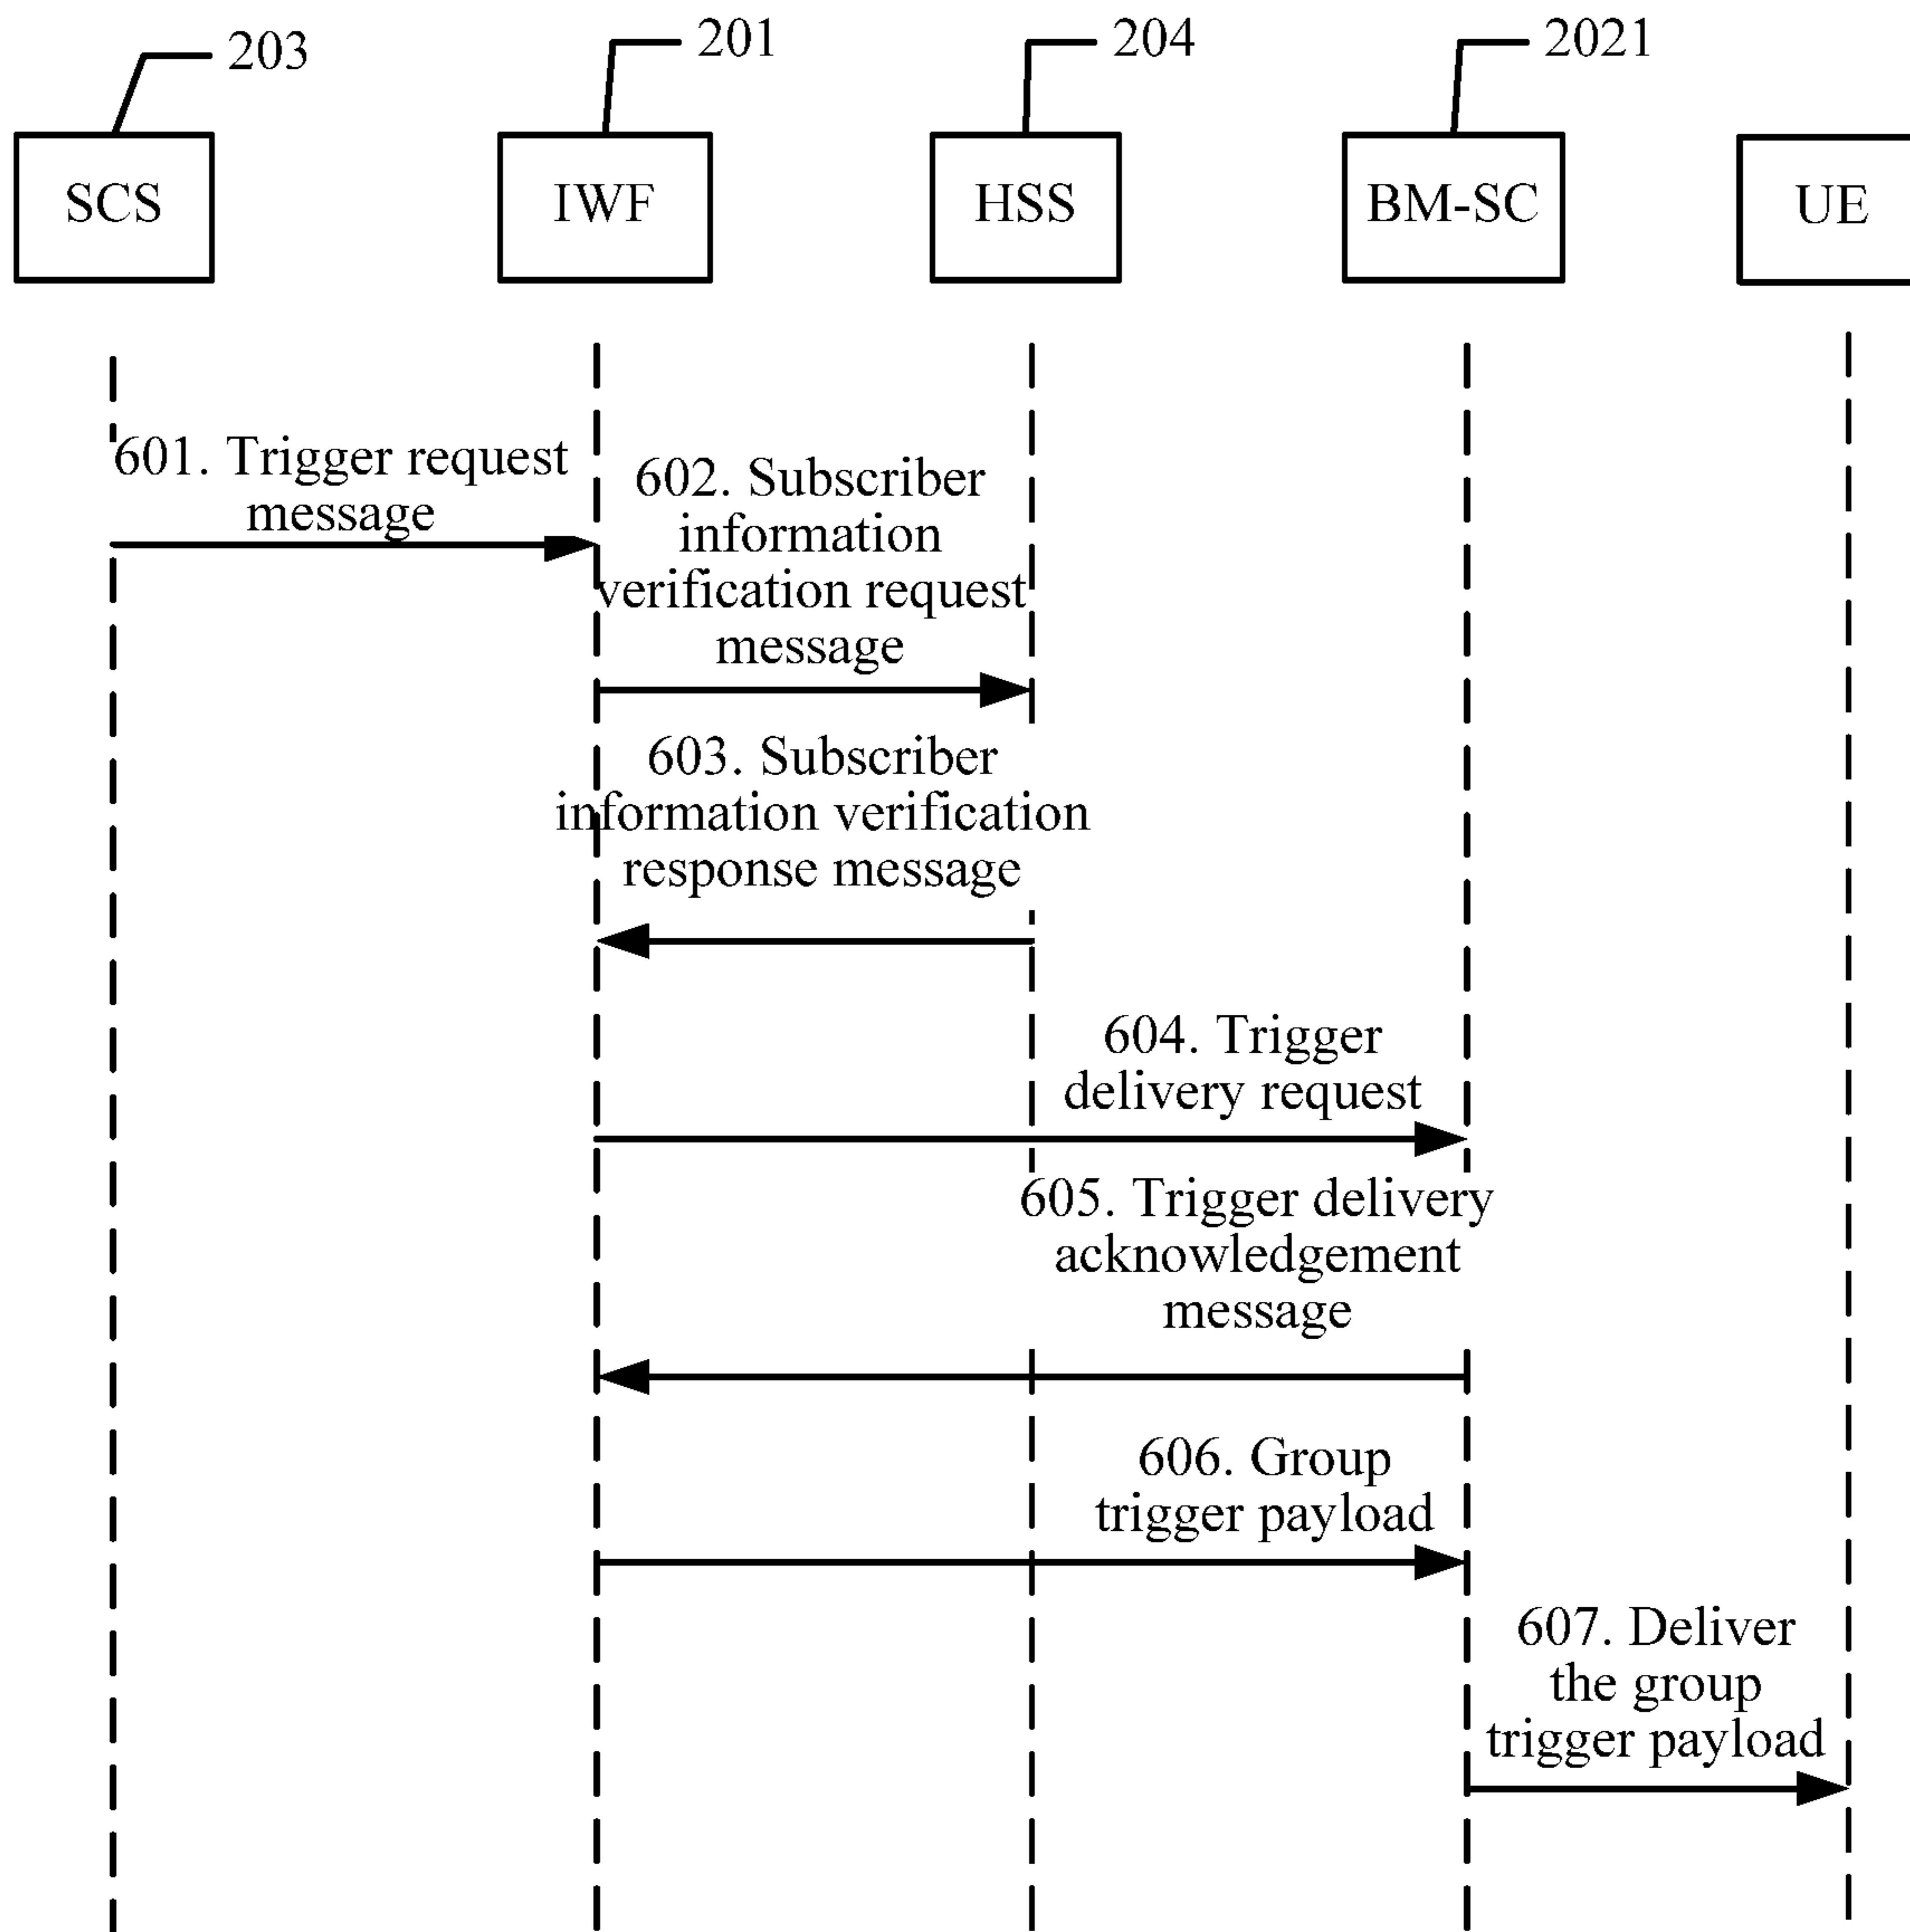 203
201
204
2021
SCS
IWF
HSS
BM-SC
UE
601. Trigger request
message
602. Subscriber
information
verification request
message
603. Subscriber
information verification
response message
604. Trigger
delivery request
605. Trigger delivery
acknowledgement
message
606. Group
trigger payload
607. Deliver
the group
trigger payload